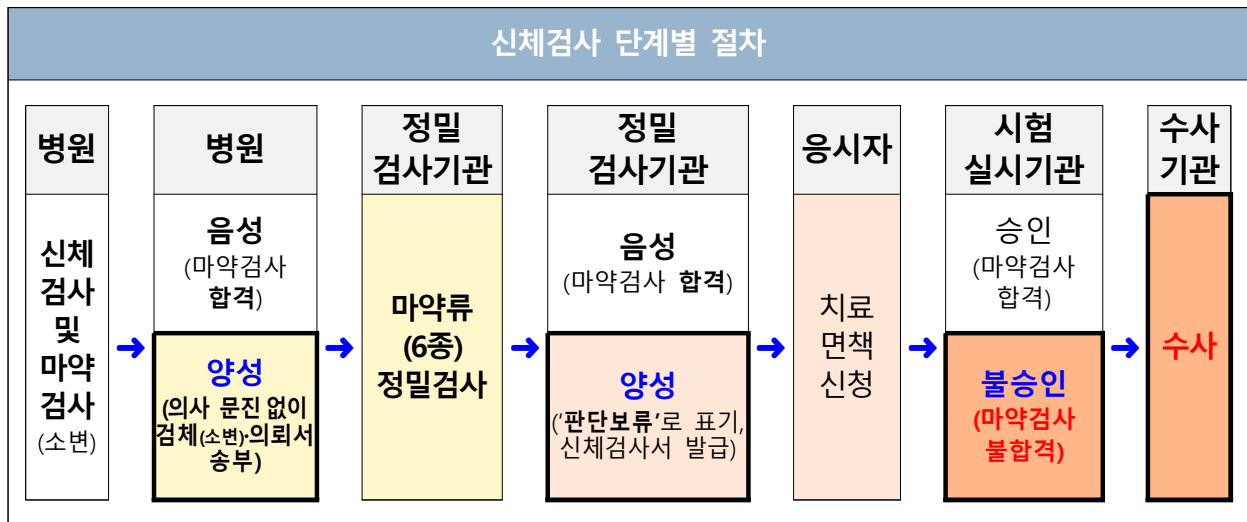 신체검사 단계별 절차
병원
병원
정밀
검사기관
정밀
검사기관
응시자
시험
실시기관
수사
기관
신체
검사
및
마약
검사
(소변)
➜
음성
(마약검사
합격)
양성
(의사 문진 없이
검체(소변)·의뢰서
송부)
➜
마약류
(6종)
정밀검사
➜
음성
(마약검사 합격)
양성
('판단보류'로 표기,
신체검사서 발급)
➜
치료
면책
신청
➜
승인
(마약검사
합격)
불승인
(마약검사
불합격)
➜
수사